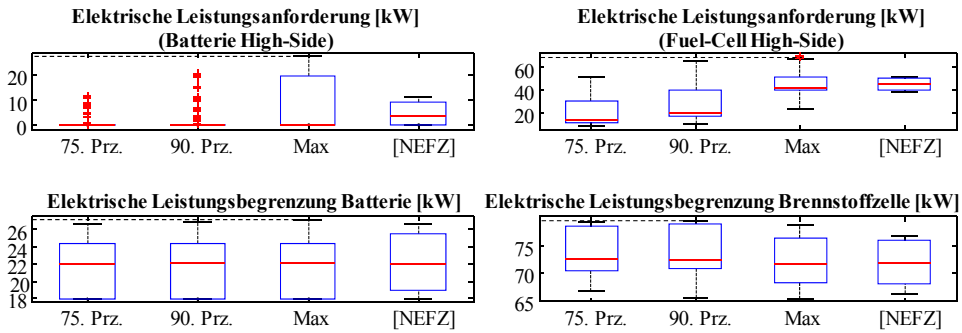 Elektrische Leistungsanforderung [kW]
(Batterie High-Side)
20
10
0
75. Prz. 90. Prz. Max [NEFZ]
Elektrische Leistungsanforderung [kW]
(Fuel-Cell High-Side)
60
40
20
75. Prz. 90. Prz. Max [NEFZ]
Elektrische Leistungsbegrenzung Batterie [kW]
26
24
22
20
18
75. Prz. 90. Prz. Max [NEFZ]
Elektrische Leistungsbegrenzung Brennstoffzelle [kW]
75
70
65
75. Prz. 90. Prz. Max [NEFZ]